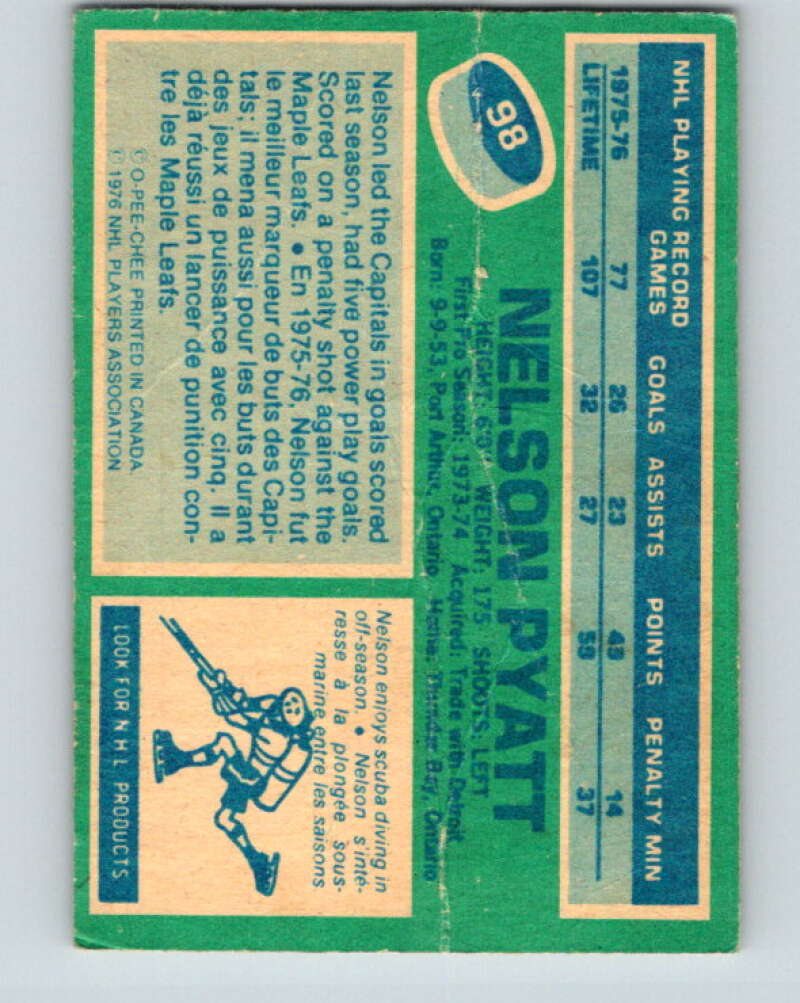 NHL PLAYING RECORD GAMES GOALS ASSISTS POINTS PENALTY MIN
1975-76 77 26 23 49 14
LIFETIME 107 32 27 59 37
98
NELSON PYATT
HEIGHT: 6'0" WEIGHT: 175 SHOOTS: LEFT
First Pro Season: 1973-74 Acquired: Trade with Detroit
Born: 9-9-53, Port Arthur, Ontario Home: Thunder Bay, Ontario
Nelson led the Capitals in goals scored
last season, had five power play goals.
Scored on a penalty shot against the
Maple Leafs. • En 1975-76, Nelson fut
le meilleur marqueur de buts des Capi-
tals; il mena aussi pour les buts durant
des jeux de puissance avec cinq. Il a
déjà réussi un lancer de punition con-
tre les Maple Leafs.
© O-PEE-CHEE PRINTED IN CANADA
© 1976 NHL PLAYERS ASSOCIATION
Nelson enjoys scuba diving in
off-season. • Nelson s'inté-
resse à la plongée sous-
marine entre les saisons
LOOK FOR NHL PRODUCTS